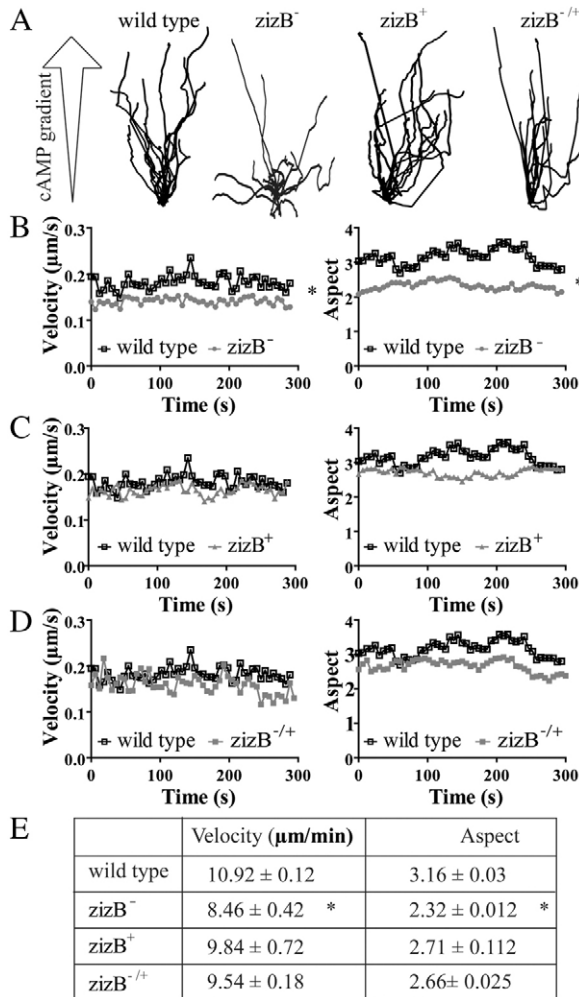 A
wild type
zizB⁻
zizB⁺
zizB⁻/⁺
cAMP gradient
B
Velocity (µm/s)
0.3
0.2
0.1
0.0
wild type
zizB⁻
*
0
100
200
300
Time (s)
Aspect
4
3
2
1
0
wild type
zizB⁻
*
0
100
200
300
Time (s)
C
Velocity (µm/s)
0.3
0.2
0.1
0.0
wild type
zizB⁺
0
100
200
300
Time (s)
Aspect
4
3
2
1
0
wild type
zizB⁺
0
100
200
300
Time (s)
D
Velocity (µm/s)
0.3
0.2
0.1
0.0
wild type
zizB⁻/⁺
0
100
200
300
Time (s)
Aspect
4
3
2
1
0
wild type
zizB⁻/⁺
0
100
200
300
Time (s)
E
Velocity (µm/min) Aspect
wild type 10.92 ± 0.12 3.16 ± 0.03
zizB⁻ 8.46 ± 0.42 * 2.32 ± 0.012 *
zizB⁺ 9.84 ± 0.72 2.71 ± 0.112
zizB⁻/⁺ 9.54 ± 0.18 2.66± 0.025